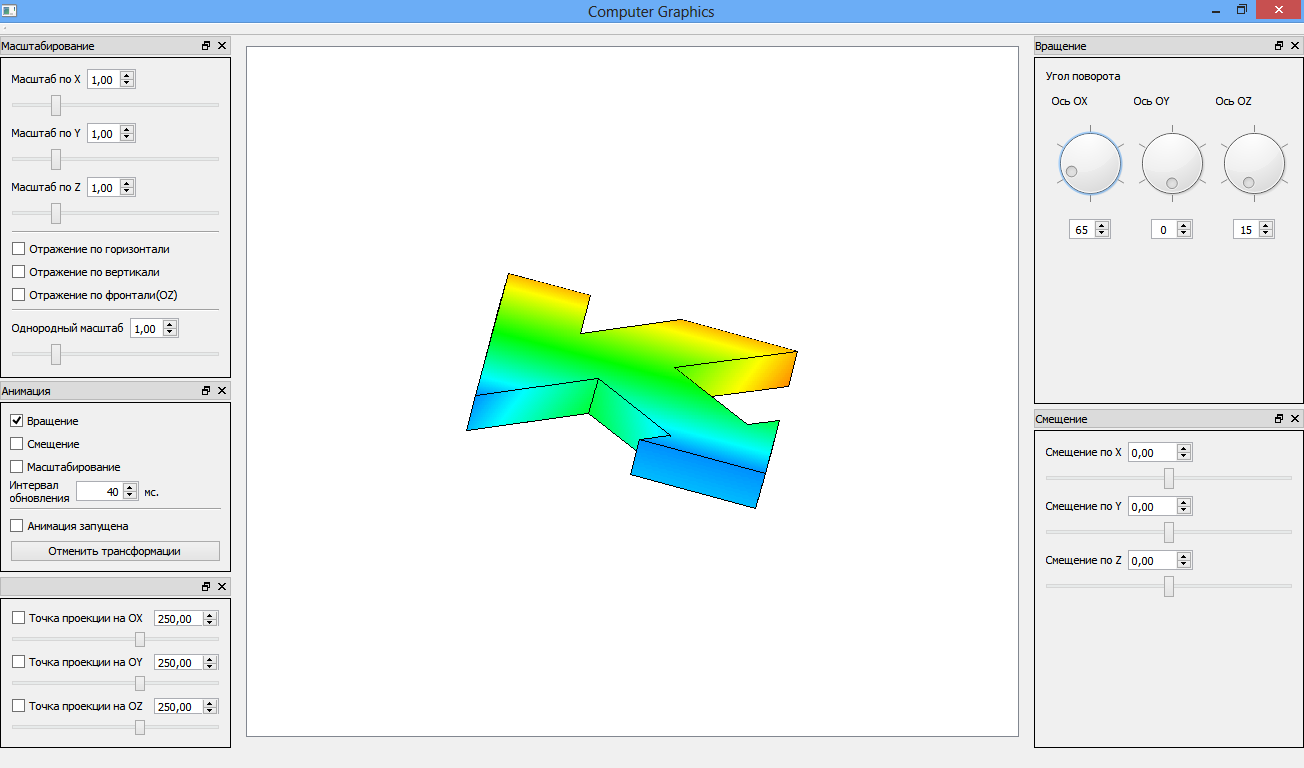 Computer Graphics
Масштабирование
Масштаб по X 1,00
Масштаб по Y 1,00
Масштаб по Z 1,00
Отражение по горизонтали
Отражение по вертикали
Отражение по фронтали(OZ)
Однородный масштаб 1,00
Анимация
Вращение
Смещение
Масштабирование
Интервал
обновления 40 мс.
Анимация запущена
Отменить трансформации
Точка проекции на OX 250,00
Точка проекции на OY 250,00
Точка проекции на OZ 250,00
Вращение
Угол поворота
Ось OX Ось OY Ось OZ
65 0 15
Смещение
Смещение по X 0,00
Смещение по Y 0,00
Смещение по Z 0,00